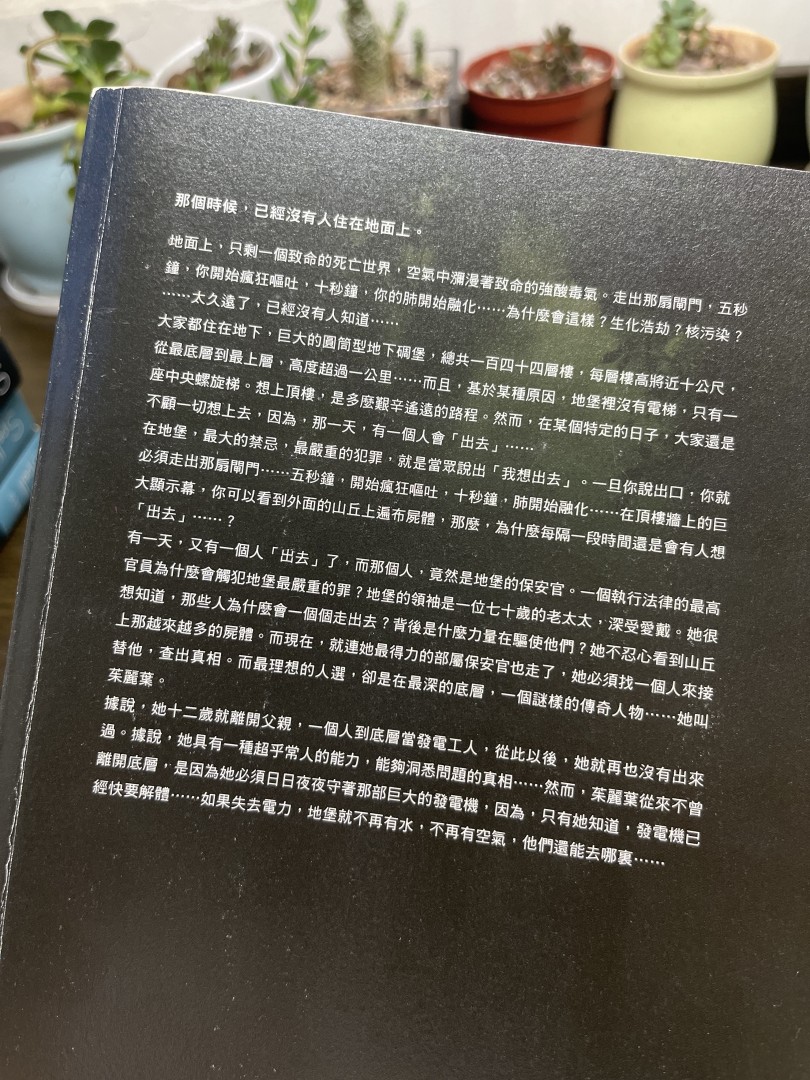 那個時候，已經沒有人住在地面上。
地面上，只剩一個致命的死亡世界，空氣中瀰漫著致命的強酸毒氣。走出那扇閘門，五秒
鐘，你開始瘋狂嘔吐，十秒鐘，你的肺開始融化……為什麼會這樣？生化浩劫？核污染？
……太久遠了，已經沒有人知道……
大家都住在地下，巨大的圓筒型地下碉堡，總共一百四十四層樓，每層樓高將近十公尺，
從最底層到最上層，高度超過一公里……而且，基於某種原因，地堡裡沒有電梯，只有一
座中央螺旋梯。想上頂樓，是多麼艱辛遙遠的路程。然而，在某個特定的日子，大家還是
不顧一切想上去，因為，那一天，有一個人會「出去」……
在地堡，最大的禁忌，最嚴重的犯罪，就是當眾說出「我想出去」。一旦你說出口，你就
必須走出那扇閘門……五秒鐘，開始瘋狂嘔吐，十秒鐘，肺開始融化……在頂樓牆上的巨
大顯示幕，你可以看到外面的山丘上遍布屍體，那麼，為什麼每隔一段時間還是會有人想
「出去」……？
有一天，又有一個人「出去」了，而那個人，竟然是地堡的保安官。一個執行法律的最高
官員為什麼會觸犯地堡最嚴重的罪？地堡的領袖是一位七十歲的老太太，深受愛戴。她很
想知道，那些人為什麼會一個個走出去？背後是什麼力量在驅使他們？她不忍心看到山丘
上那越來越多的屍體。而現在，就連她最得力的部屬保安官也走了，她必須找一個人來接
替他，查出真相。而最理想的人選，卻是在最深的底層，一個謎樣的傳奇人物……她叫
茱麗葉。
據說，她十二歲就離開父親，一個人到底層當發電工人，從此以後，她就再也沒有出來
過。據說，她具有一種超乎常人的能力，能夠洞悉問題的真相……然而，茱麗葉從來不曾
離開底層，是因為她必須日日夜夜守著那部巨大的發電機，因為，只有她知道，發電機已
經快要解體……如果失去電力，地堡就不再有水，不再有空氣，他們還能去哪裏……